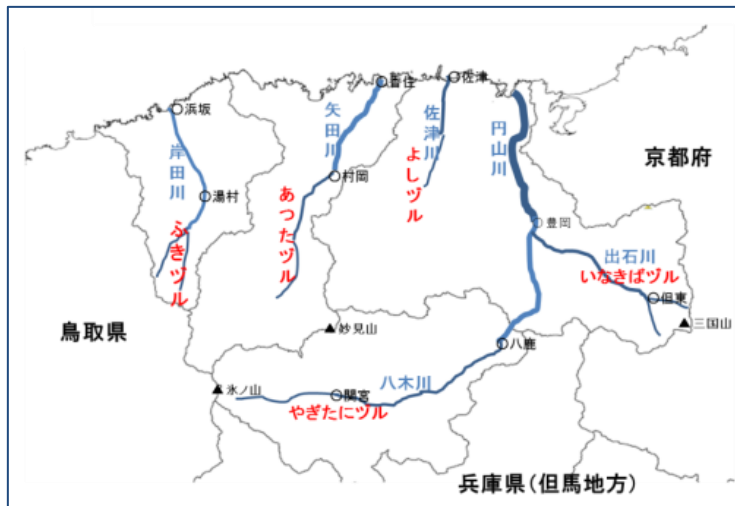 香住
佐津
浜坂
矢田川
佐津川
円山川
岸田川
京都府
よしヅル
村岡
あつたヅル
湯村
豊岡
ふきヅル
出石川
いなきばヅル
但東
鳥取県
妙見山
三国山
八鹿
八木川
氷ノ山
関宮
やぎたにヅル
兵庫県(但馬地方)